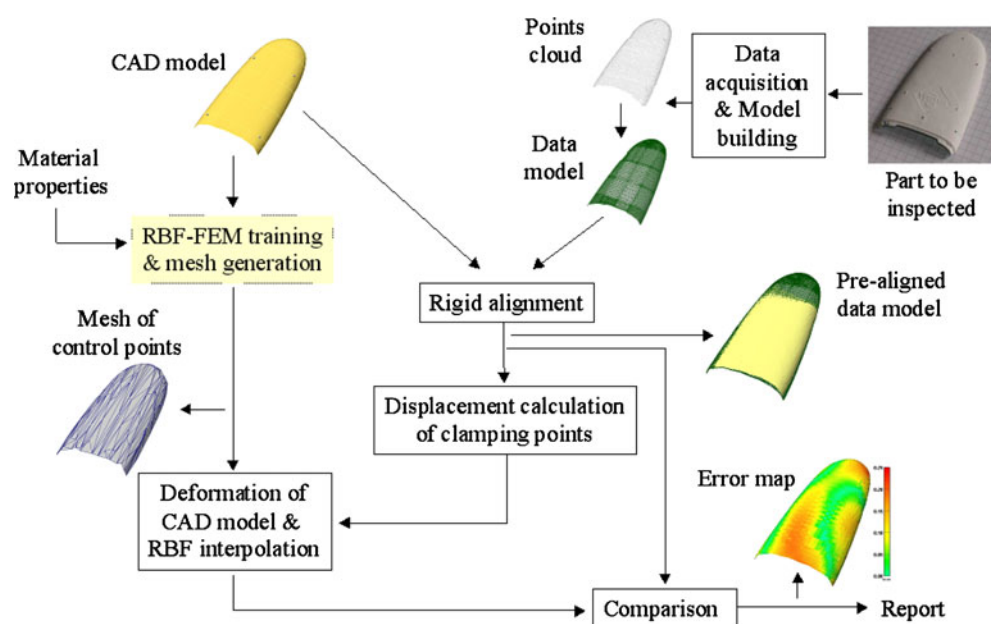 CAD model
Points
cloud
Data
acquisition
& Model
building
Material
properties
Data
model
Part to be
inspected
RBF-FEM training
& mesh generation
Rigid alignment
Pre-aligned
data model
Mesh of
control points
Displacement calculation
of clamping points
Deformation of
CAD model &
RBF interpolation
Error map
Comparison
Report